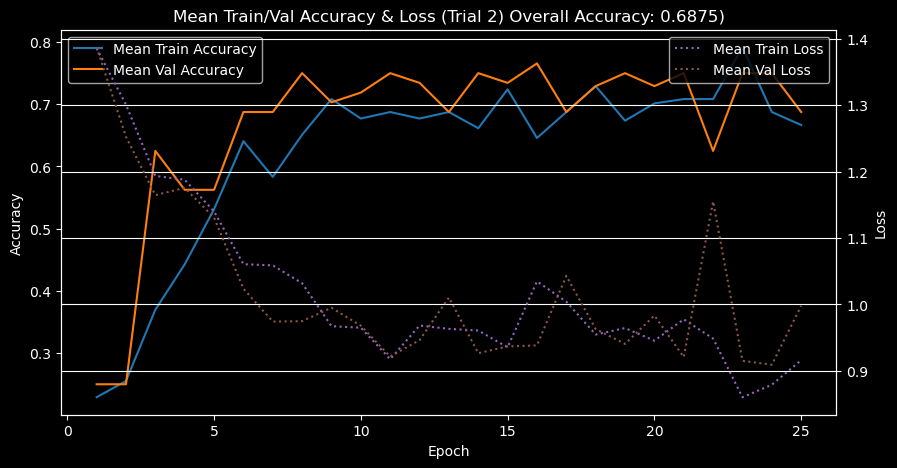 Mean Train/Val Accuracy & Loss (Trial 2) Overall Accuracy: 0.6875)
Mean Train Accuracy
Mean Val Accuracy
Mean Train Loss
Mean Val Loss
0.8
0.7
0.6
0.5
0.4
0.3
Accuracy
1.4
1.3
1.2
1.1
1.0
0.9
Loss
0
5
10
15
20
25
Epoch